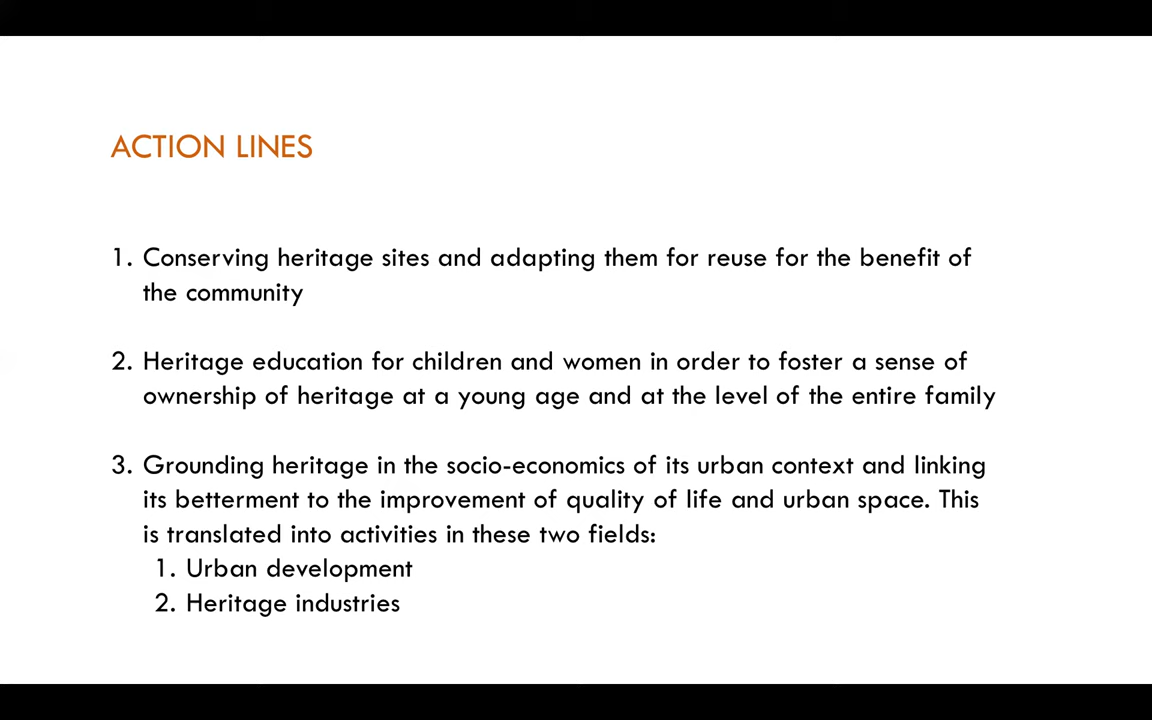 ACTION LINES
1. Conserving heritage sites and adapting them for reuse for the benefit of
the community
2. Heritage education for children and women in order to foster a sense of
ownership of heritage at a young age and at the level of the entire family
3. Grounding heritage in the socio-economics of its urban context and linking
its betterment to the improvement of quality of life and urban space. This
is translated into activities in these two fields:
1. Urban development
2. Heritage industries